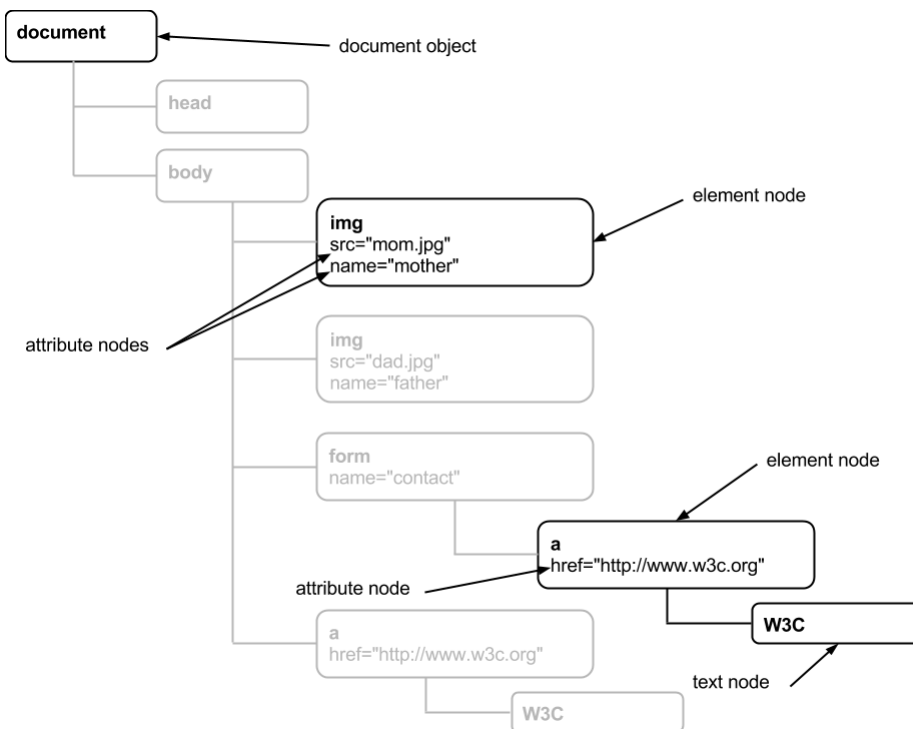 document
document object
head
body
element node
img
src="mom.jpg"
name="mother"
attribute nodes
img
src="dad.jpg"
name="father"
form
name="contact"
element node
a
href="http://www.w3c.org"
attribute node
W3C
a
href="http://www.w3c.org"
text node
W3C